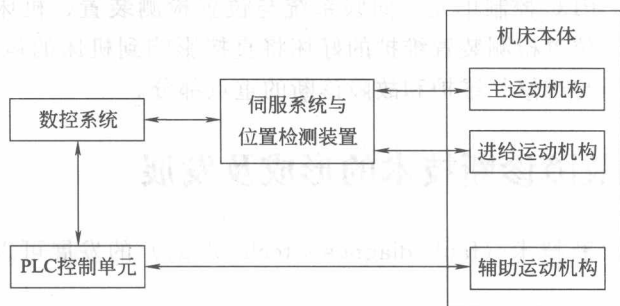 机床本体
数控系统
伺服系统与
位置检测装置
主运动机构
进给运动机构
PLC控制单元
辅助运动机构